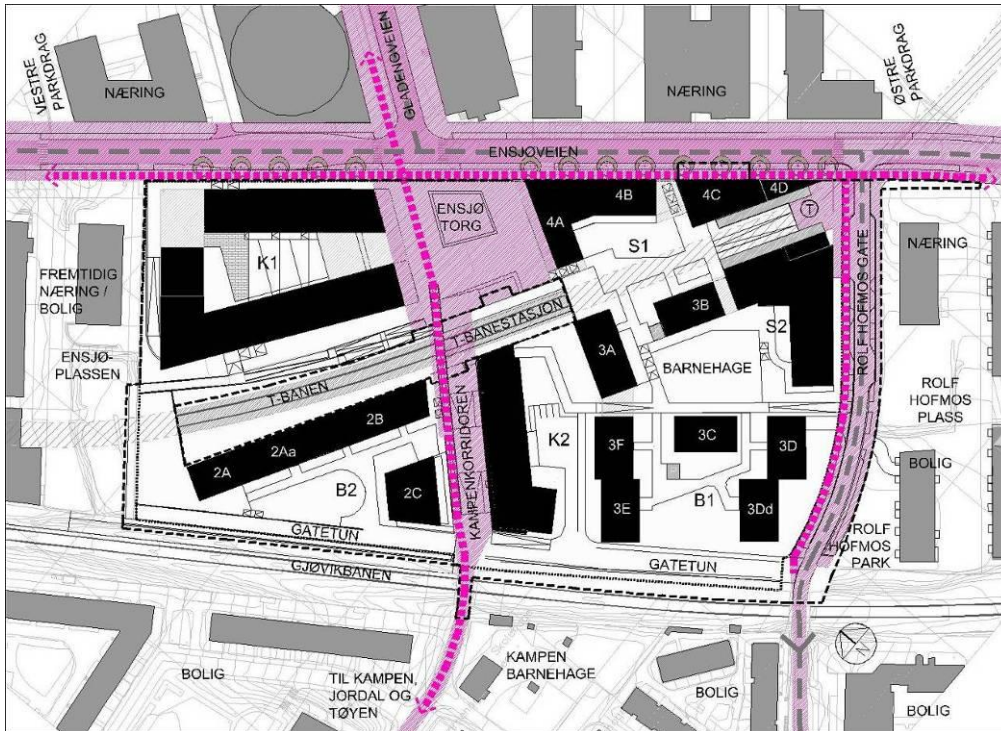 VESTRE
PARKDRAG
NÆRING
GLADENGVEIEN
NÆRING
ØSTRE
PARKDRAG
ENSJØVEIEN
ENSJØ
TORG
4A
4B
4C
4D
T
S1
K1
FREMTIDIG
NÆRING /
BOLIG
ENSJØ-
PLASSEN
NÆRING
ROLF HOFMOS GATE
3B
S2
3A
BARNEHAGE
T-BANESTASJON
T-BANEN
ROLF
HOFMOS
PLASS
2B
2Aa
2A
KAMPENKORRIDOREN
K2
3F
3C
3D
BOLIG
B2
2C
3E
B1
3Dd
GATETUN
GJØVIKBANEN
GATETUN
ROLF
HOFMOS
PARK
N
BOLIG
TIL KAMPEN,
JORDAL OG
TØYEN
KAMPEN
BARNEHAGE
BOLIG
BOLIG